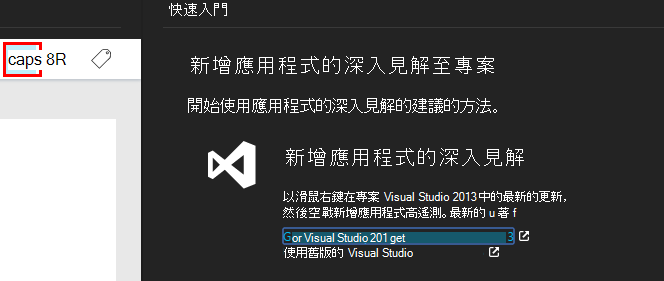 快速入門
caps 8R
新增應用程式的深入見解至專案
開始使用應用程式的深入見解的建議的方法。
新增應用程式的深入見解
以滑鼠右鍵在專案 Visual Studio 2013 中的最新的更新,
然後空戰新增應用程式高遙測。最新的 u 著 f
Gor Visual Studio 201 get 3
使用舊版的 Visual Studio